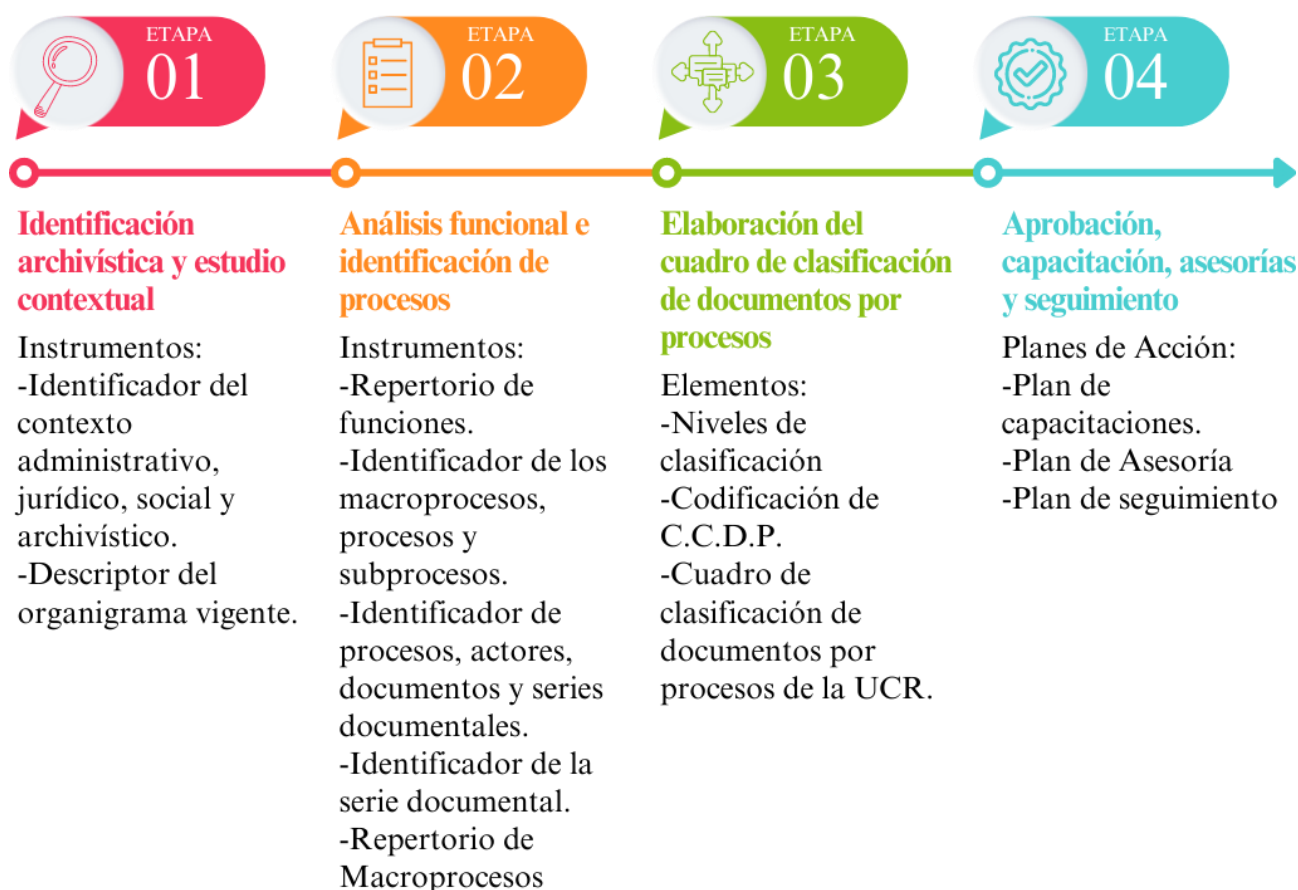 ETAPA
01
Identificación
archivística y estudio
contextual
Instrumentos:
-Identificador del
contexto
administrativo,
jurídico, social y
archivístico.
-Descriptor del
organigrama vigente.
ETAPA
02
Análisis funcional e
identificación de
procesos
Instrumentos:
-Repertorio de
funciones.
-Identificador de los
macroprocesos,
procesos y
subprocesos.
-Identificador de
procesos, actores,
documentos y series
documentales.
-Identificador de la
serie documental.
-Repertorio de
Macroprocesos
ETAPA
03
Elaboración del
cuadro de clasificación
de documentos por
procesos
Elementos:
-Niveles de
clasificación
-Codificación de
C.C.D.P.
-Cuadro de
clasificación de
documentos por
procesos de la UCR.
ETAPA
04
Aprobación,
capacitación, asesorías
y seguimiento
Planes de Acción:
-Plan de
capacitaciones.
-Plan de Asesoría
-Plan de seguimiento